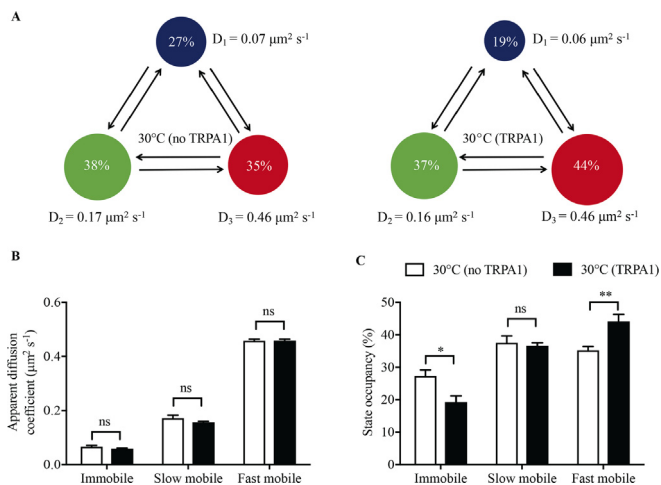 A
27%
D₁ = 0.07 μm² s⁻¹
30°C (no TRPA1)
38%
35%
D₂ = 0.17 μm² s⁻¹
D₃ = 0.46 μm² s⁻¹
19%
D₁ = 0.06 μm² s⁻¹
30°C (TRPA1)
37%
44%
D₂ = 0.16 μm² s⁻¹
D₃ = 0.46 μm² s⁻¹
B
Apparent diffusion
coefficient (μm² s⁻¹)
0.6
0.4
0.2
0.0
ns
ns
ns
Immobile
Slow mobile
Fast mobile
C
30°C (no TRPA1)
30°C (TRPA1)
State occupancy (%)
50
40
30
20
10
0
*
ns
**
Immobile
Slow mobile
Fast mobile